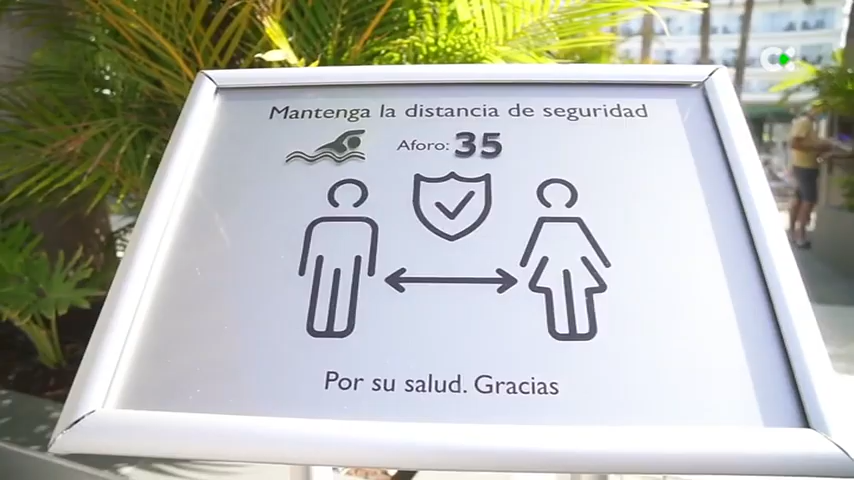 Mantenga la distancia de seguridad
Aforo: 35
Por su salud. Gracias